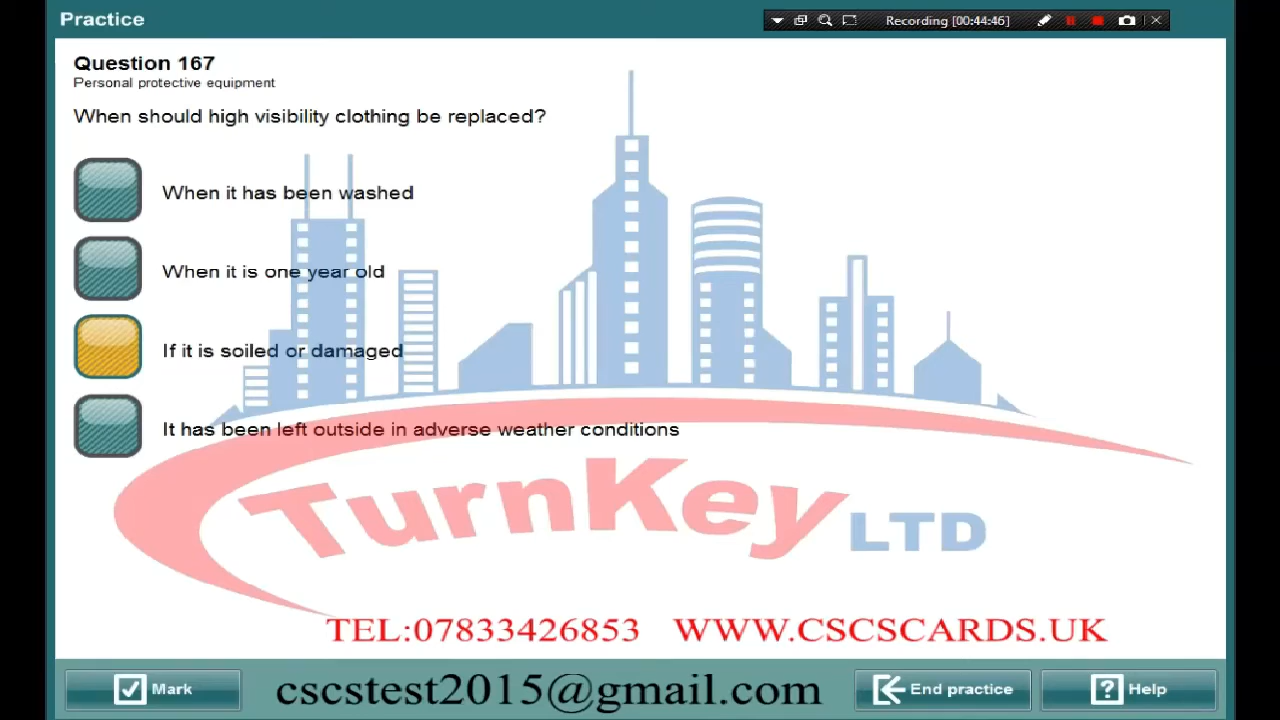 Practice
Recording [00:44:46]
Question 167
Personal protective equipment
When should high visibility clothing be replaced?
When it has been washed
When it is one year old
If it is soiled or damaged
It has been left outside in adverse weather conditions
TurnKey LTD
TEL:07833426853 WWW.CSCSCARDS.UK
Mark
cscstest2015@gmail.com
End practice
? Help